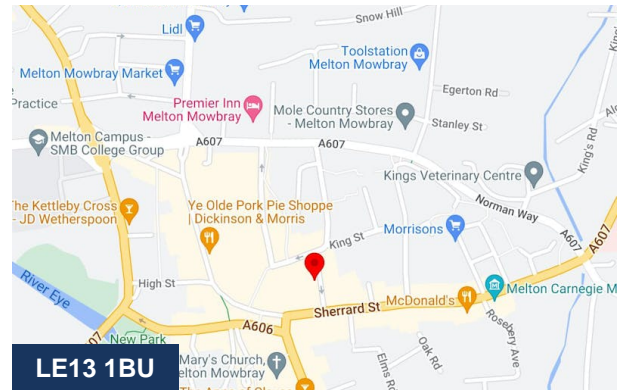 Snow Hill
Lidl
Toolstation
Melton Mowbray
Melton Mowbray Market
Practice
Premier Inn
Melton Mowbray
Egerton Rd
Mole Country Stores
- Melton Mowbray
Stanley St
Melton Campus -
SMB College Group
A607
A607
King's Rd
Kings Veterinary Centre
The Kettleby Cross
- JD Wetherspoon
Ye Olde Pork Pie Shoppe
| Dickinson & Morris
Norman Way
King St
Morrisons
A607
A607
River Eye
High St
McDonald's
Melton Carnegie M
Sherrard St
A606
New Park
Rosebery Ave
Oak Rd
Elms Rd
Mary's Church,
elton Mowbray
LE13 1BU